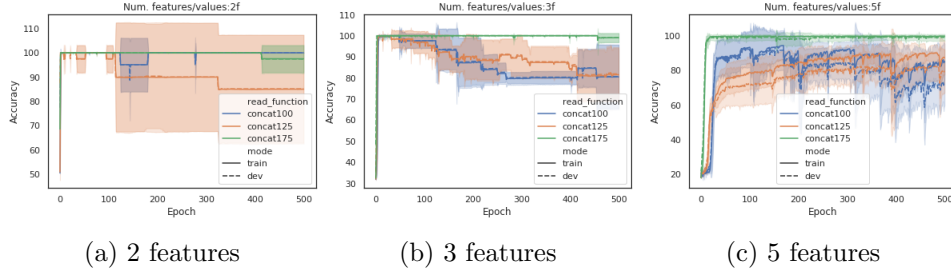 Num. features/values:2f
110
100
90
80
70
60
50
Accuracy
read_function
concat100
concat125
concat175
mode
train
dev
0
100
200
300
400
500
Epoch
(a) 2 features
Num. features/values:3f
110
100
90
80
70
60
50
40
30
Accuracy
read_function
concat100
concat125
concat175
mode
train
dev
0
100
200
300
400
500
Epoch
(b) 3 features
Num. features/values:5f
100
80
60
40
20
Accuracy
read_function
concat100
concat125
concat175
mode
train
dev
0
100
200
300
400
500
Epoch
(c) 5 features